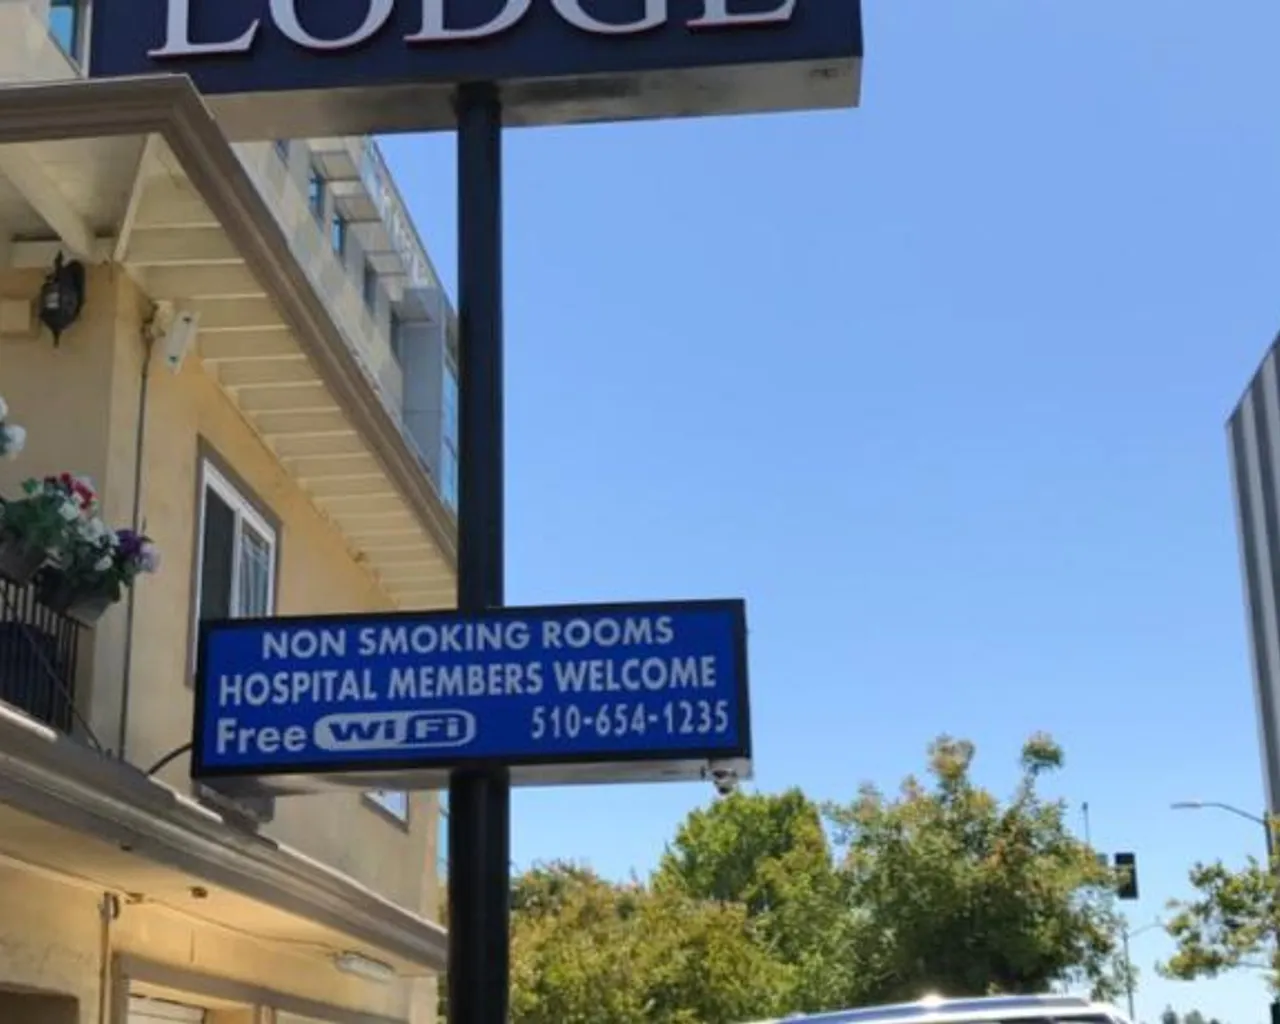 LODGE
NON SMOKING ROOMS
HOSPITAL MEMBERS WELCOME
Free WiFi 510-654-1235